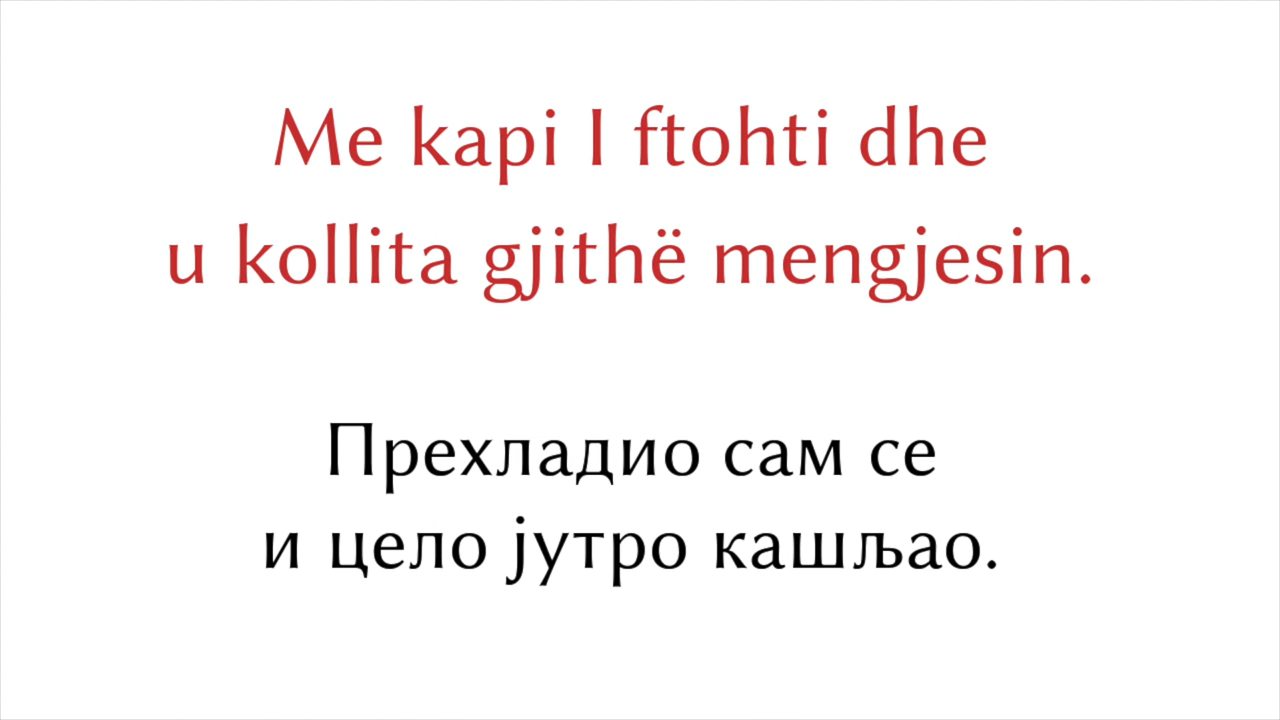 Me kapi I ftohti dhe
u kollita gjithë mengjesin.
Прехладио сам се
и цело јутро кашљао.